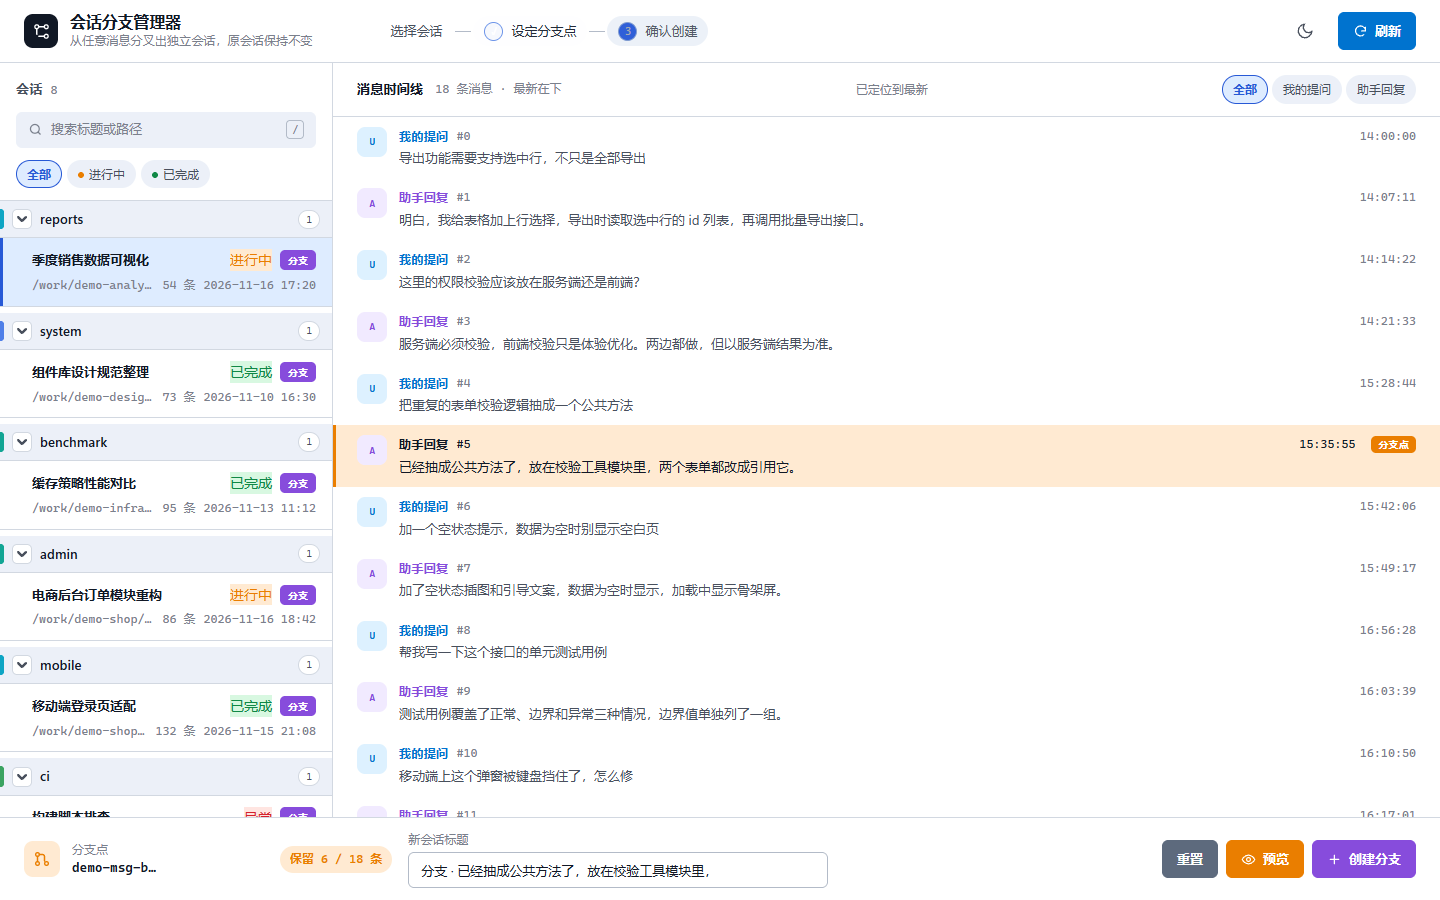 会话分支管理器
从任意消息分叉出独立会话，原会话保持不变
选择会话 — 设定分支点 — 3 确认创建
刷新
会话 8
搜索标题或路径 /
全部 进行中 已完成
reports 1
季度销售数据可视化 进行中 分支
/work/demo-analy… 54 条 2026-11-16 17:20
system 1
组件库设计规范整理 已完成 分支
/work/demo-desig… 73 条 2026-11-10 16:30
benchmark 1
缓存策略性能对比 已完成 分支
/work/demo-infra… 95 条 2026-11-13 11:12
admin 1
电商后台订单模块重构 进行中 分支
/work/demo-shop/… 86 条 2026-11-16 18:42
mobile 1
移动端登录页适配 已完成 分支
/work/demo-shop… 132 条 2026-11-15 21:08
ci 1
构建脚本排查 异常 分支
消息时间线 18 条消息 · 最新在下 已定位到最新 全部 我的提问 助手回复
U 我的提问 #0 14:00:00
导出功能需要支持选中行，不只是全部导出
A 助手回复 #1 14:07:11
明白，我给表格加上行选择，导出时读取选中行的 id 列表，再调用批量导出接口。
U 我的提问 #2 14:14:22
这里的权限校验应该放在服务端还是前端?
A 助手回复 #3 14:21:33
服务端必须校验，前端校验只是体验优化。两边都做，但以服务端结果为准。
U 我的提问 #4 15:28:44
把重复的表单校验逻辑抽成一个公共方法
A 助手回复 #5 15:35:55 分支点
已经抽成公共方法了，放在校验工具模块里，两个表单都改成引用它。
U 我的提问 #6 15:42:06
加一个空状态提示，数据为空时别显示空白页
A 助手回复 #7 15:49:17
加了空状态插图和引导文案，数据为空时显示，加载中显示骨架屏。
U 我的提问 #8 16:56:28
帮我写一下这个接口的单元测试用例
A 助手回复 #9 16:03:39
测试用例覆盖了正常、边界和异常三种情况，边界值单独列了一组。
U 我的提问 #10 16:10:50
移动端上这个弹窗被键盘挡住了，怎么修
助手回复 #11 16:17:01
分支点
demo-msg-b…
保留 6 / 18 条
新会话标题
分支 · 已经抽成公共方法了，放在校验工具模块里，
重置 预览 创建分支